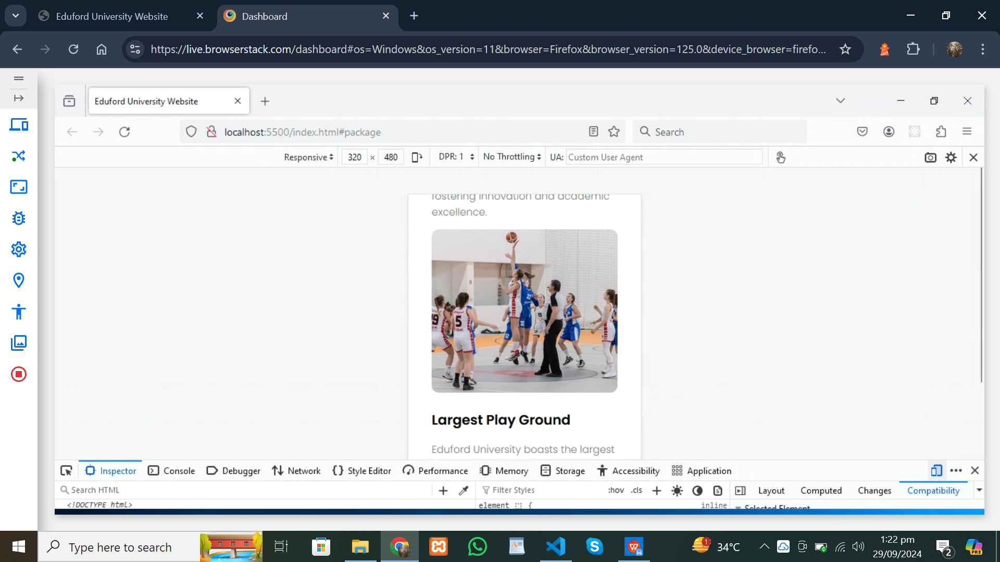 Eduford University Website
Dashboard
https://live.browserstack.com/dashboard#os=Windows&os_version=11&browser=Firefox&browser_version=125.0&device_browser=firefo...
Eduford University Website
localhost:5500/index.html#package
Search
Responsive 320 × 480 DPR: 1 No Throttling UA: Custom User Agent
fostering innovation and academic
excellence.
Largest Play Ground
Eduford University boasts the largest
Inspector Console Debugger Network Style Editor Performance Memory Storage Accessibility Application
Search HTML
Filter Styles :hov .cls
Layout Computed Changes Compatibility
<!DOCTYPE html>
element { inline
Selected Element
Type here to search
34°C
1:22 pm
29/09/2024
2
PRE